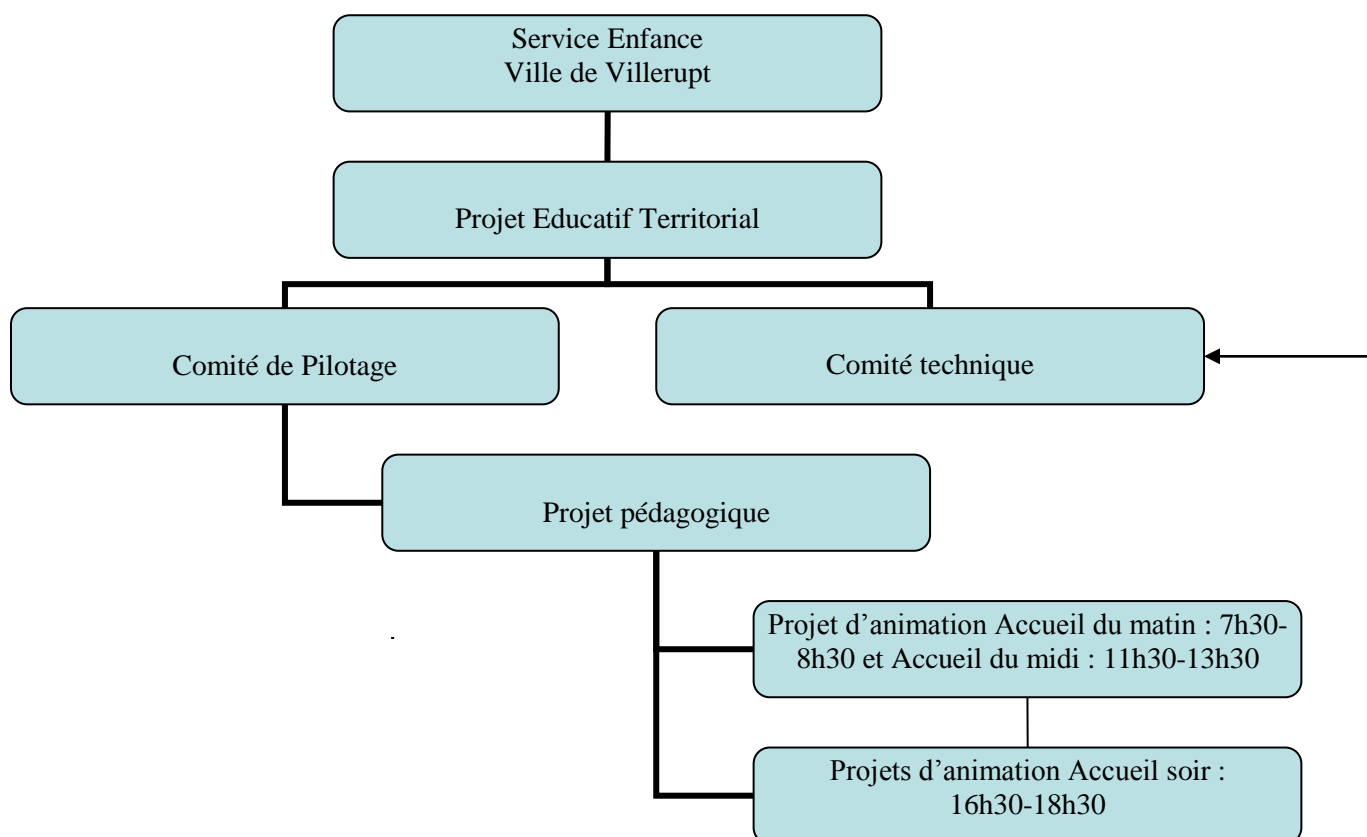 Service Enfance
Ville de Villerupt
Projet Educatif Territorial
Comité de Pilotage
Comité technique
Projet pédagogique
Projet d’animation Accueil du matin : 7h30-
8h30 et Accueil du midi : 11h30-13h30
Projets d’animation Accueil soir :
16h30-18h30